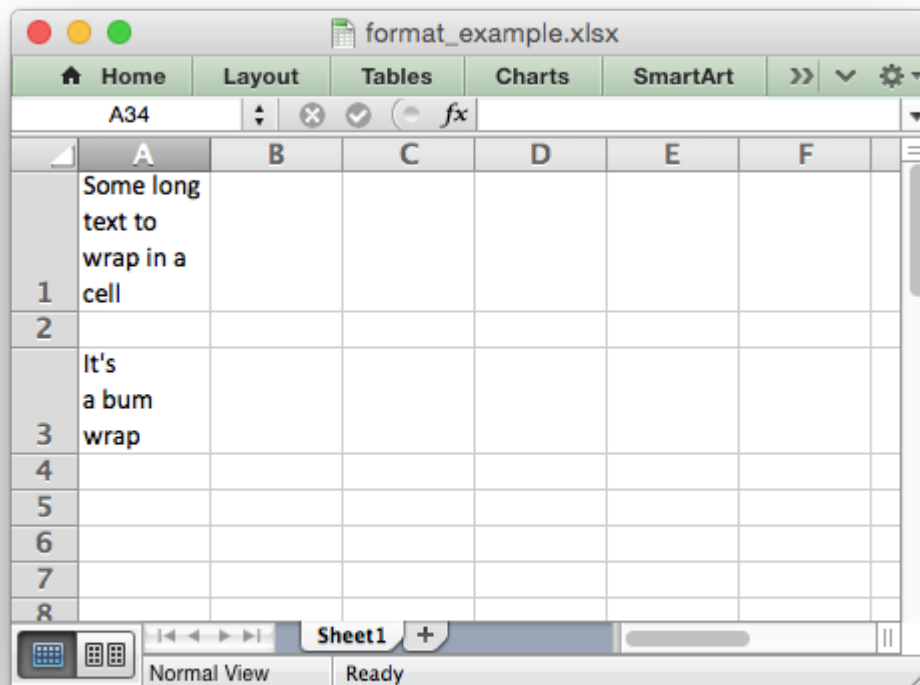 format_example.xlsx
Home Layout Tables Charts SmartArt
A34 fx
A B C D E F
Some long
text to
wrap in a
1 cell
2
It's
a bum
3 wrap
4
5
6
7
8
Sheet1 +
Normal View Ready